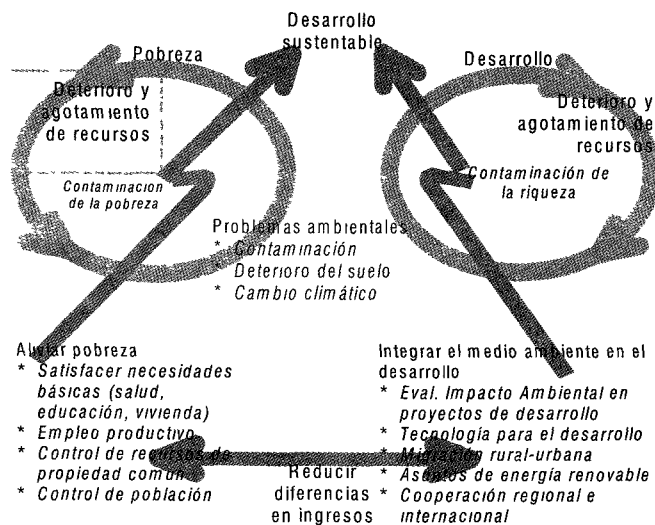 Desarrollo
sustentable
Pobreza
Deterioro y
agotamiento
de recursos
Contaminación
de la pobreza
Desarrollo
Deterioro y
agotamiento de
recursos
Contaminación de
la riqueza
Problemas ambientales
* Contaminación
* Deterioro del suelo
* Cambio climático
Aliviar pobreza
* Satisfacer necesidades
básicas (salud,
educación, vivienda)
* Empleo productivo
* Control de recursos de
propiedad común
* Control de población
Reducir
diferencias
en ingresos
Integrar el medio ambiente en el
desarrollo
* Eval. Impacto Ambiental en
proyectos de desarrollo
* Tecnología para el desarrollo
* Migración rural-urbana
* Asuntos de energía renovable
* Cooperación regional e
internacional